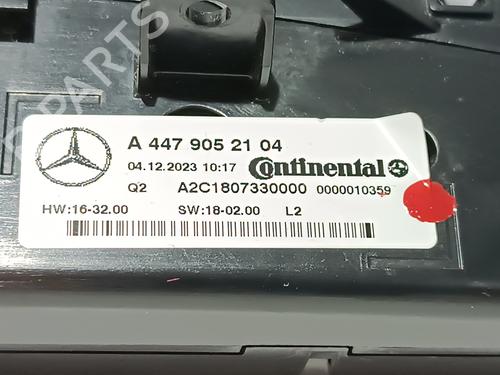 B-PARTS
A 447 905 21 04
04.12.2023 10:17 Continental
Q2 A2C1807330000 0000010359
HW:16-32.00 SW:18-02.00 L2